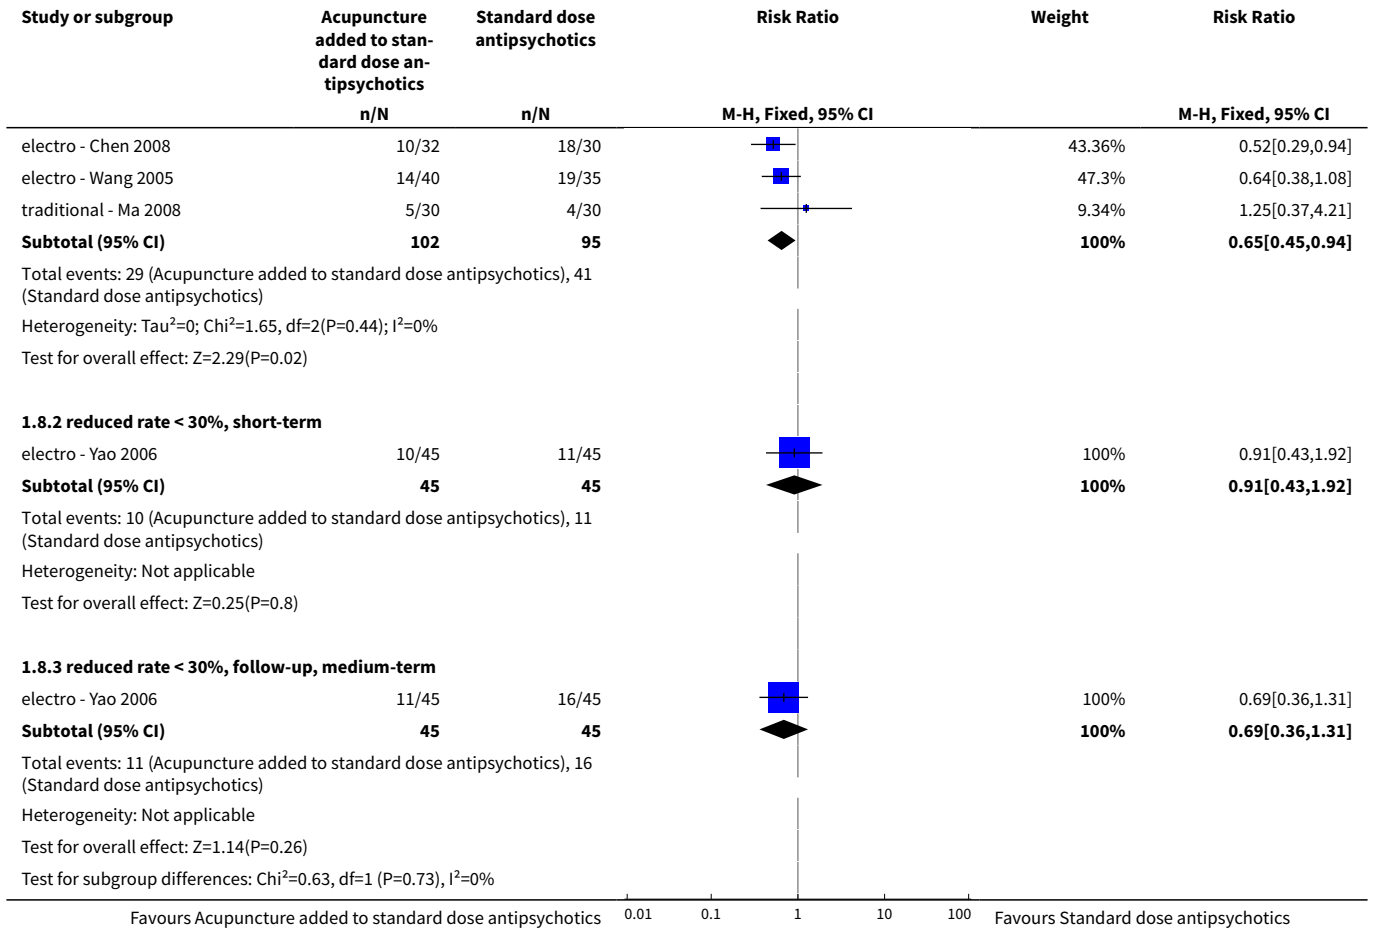 Study or subgroup Acupuncture added to stan- dard dose an- tipsychotics Standard dose antipsychotics Risk Ratio Weight Risk Ratio
n/N n/N M-H, Fixed, 95% CI M-H, Fixed, 95% CI
electro - Chen 2008 10/32 18/30 43.36% 0.52[0.29,0.94]
electro - Wang 2005 14/40 19/35 47.3% 0.64[0.38,1.08]
traditional - Ma 2008 5/30 4/30 9.34% 1.25[0.37,4.21]
Subtotal (95% CI) 102 95 100% 0.65[0.45,0.94]
Total events: 29 (Acupuncture added to standard dose antipsychotics), 41
(Standard dose antipsychotics)
Heterogeneity: Tau²=0; Chi²=1.65, df=2(P=0.44); I²=0%
Test for overall effect: Z=2.29(P=0.02)
1.8.2 reduced rate < 30%, short-term
electro - Yao 2006 10/45 11/45 100% 0.91[0.43,1.92]
Subtotal (95% CI) 45 45 100% 0.91[0.43,1.92]
Total events: 10 (Acupuncture added to standard dose antipsychotics), 11
(Standard dose antipsychotics)
Heterogeneity: Not applicable
Test for overall effect: Z=0.25(P=0.8)
1.8.3 reduced rate < 30%, follow-up, medium-term
electro - Yao 2006 11/45 16/45 100% 0.69[0.36,1.31]
Subtotal (95% CI) 45 45 100% 0.69[0.36,1.31]
Total events: 11 (Acupuncture added to standard dose antipsychotics), 16
(Standard dose antipsychotics)
Heterogeneity: Not applicable
Test for overall effect: Z=1.14(P=0.26)
Test for subgroup differences: Chi²=0.63, df=1 (P=0.73), I²=0%
Favours Acupuncture added to standard dose antipsychotics 0.01 0.1 1 10 100 Favours Standard dose antipsychotics